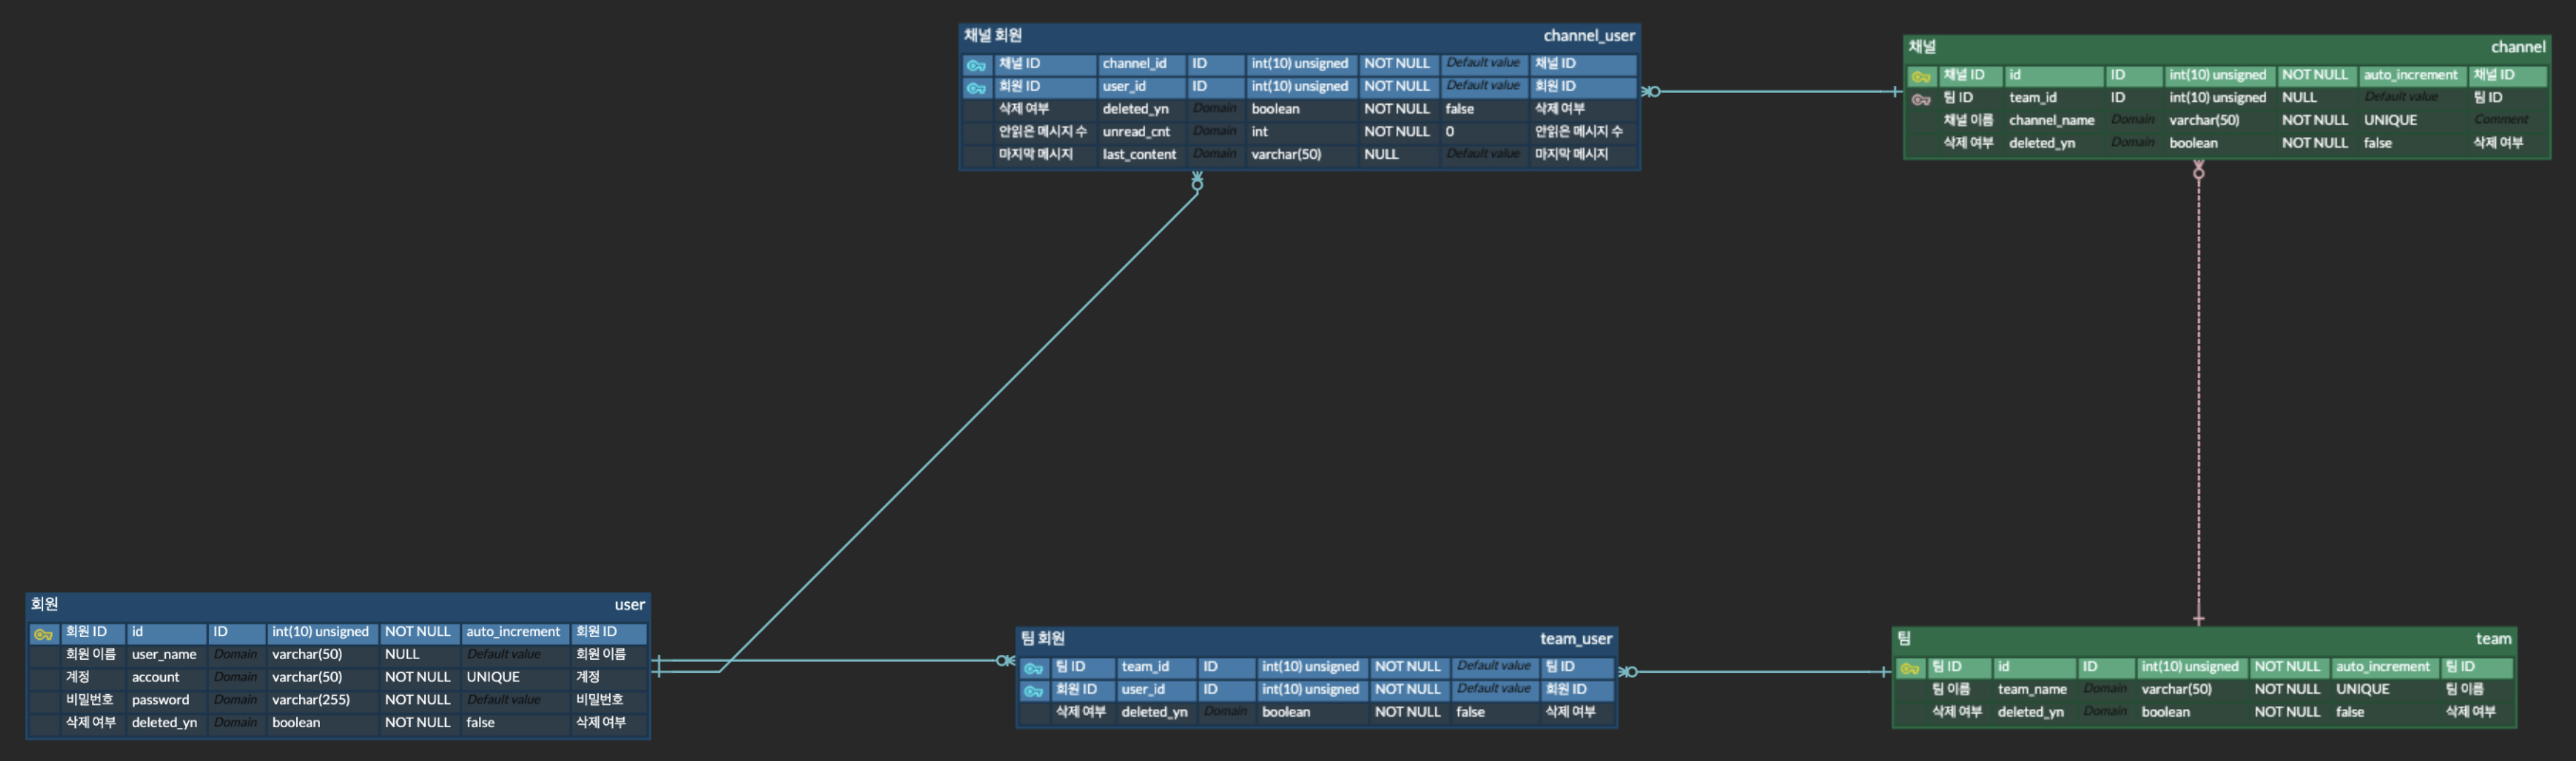 채널 회원 channel_user
채널 ID channel_id ID int(10) unsigned NOT NULL Default value 채널 ID
회원 ID user_id ID int(10) unsigned NOT NULL Default value 회원 ID
삭제 여부 deleted_yn Domain boolean NOT NULL false 삭제 여부
안읽은 메시지 수 unread_cnt Domain int NOT NULL 0 안읽은 메시지 수
마지막 메시지 last_content Domain varchar(50) NULL Default value 마지막 메시지
채널 channel
채널 ID id ID int(10) unsigned NOT NULL auto_increment 채널 ID
팀 ID team_id ID int(10) unsigned NULL Default value 팀 ID
채널 이름 channel_name Domain varchar(50) NOT NULL UNIQUE Comment
삭제 여부 deleted_yn Domain boolean NOT NULL false 삭제 여부
회원 user
회원 ID id ID int(10) unsigned NOT NULL auto_increment 회원 ID
회원 이름 user_name Domain varchar(50) NULL Default value 회원 이름
계정 account Domain varchar(50) NOT NULL UNIQUE 계정
비밀번호 password Domain varchar(255) NOT NULL Default value 비밀번호
삭제 여부 deleted_yn Domain boolean NOT NULL false 삭제 여부
팀 회원 team_user
팀 ID team_id ID int(10) unsigned NOT NULL Default value 팀 ID
회원 ID user_id ID int(10) unsigned NOT NULL Default value 회원 ID
삭제 여부 deleted_yn Domain boolean NOT NULL false 삭제 여부
팀 team
팀 ID id ID int(10) unsigned NOT NULL auto_increment 팀 ID
팀 이름 team_name Domain varchar(50) NOT NULL UNIQUE 팀 이름
삭제 여부 deleted_yn Domain boolean NOT NULL false 삭제 여부